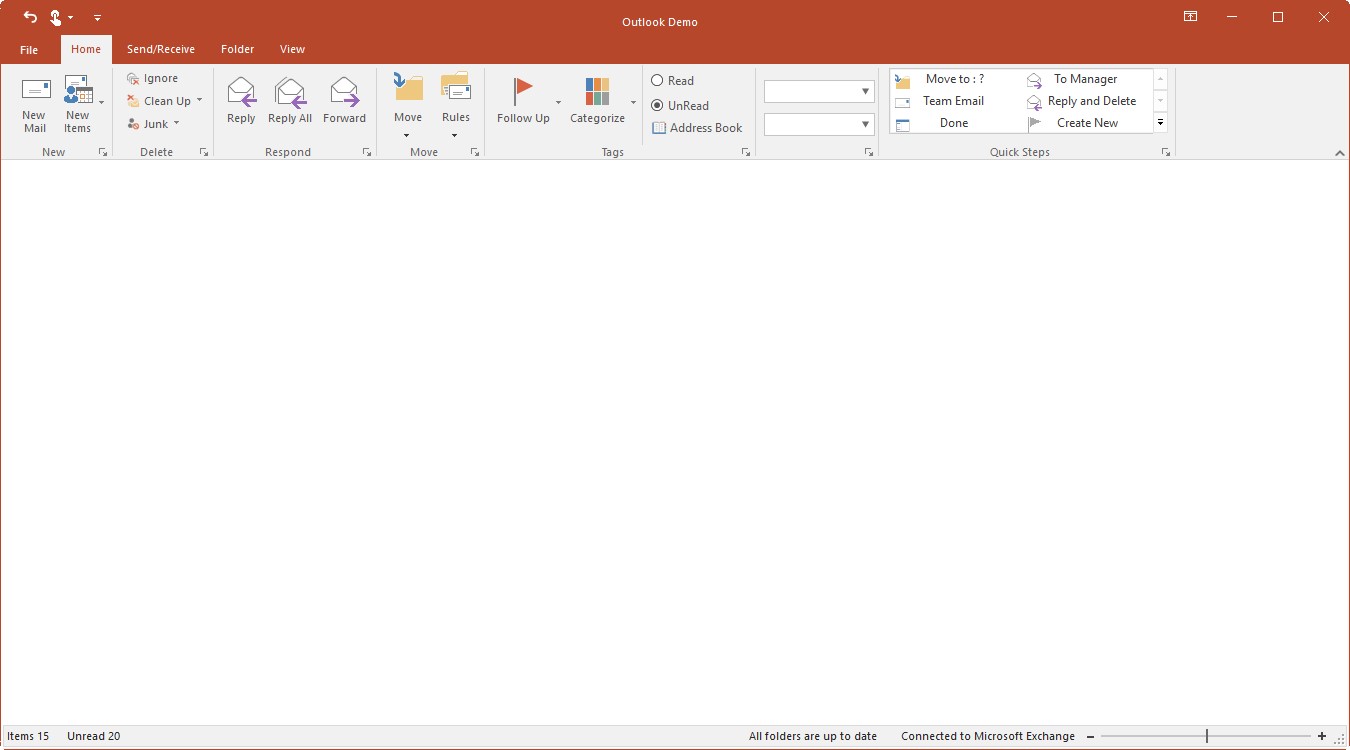 Outlook Demo
File
Home
Send/Receive
Folder
View
New
Mail
New
Items
New
Ignore
Clean Up
Junk
Delete
Reply
Reply All
Forward
Respond
Move
Rules
Move
Follow Up
Categorize
Read
UnRead
Address Book
Tags
Move to : ?
To Manager
Team Email
Reply and Delete
Done
Create New
Quick Steps
Items 15
Unread 20
All folders are up to date
Connected to Microsoft Exchange